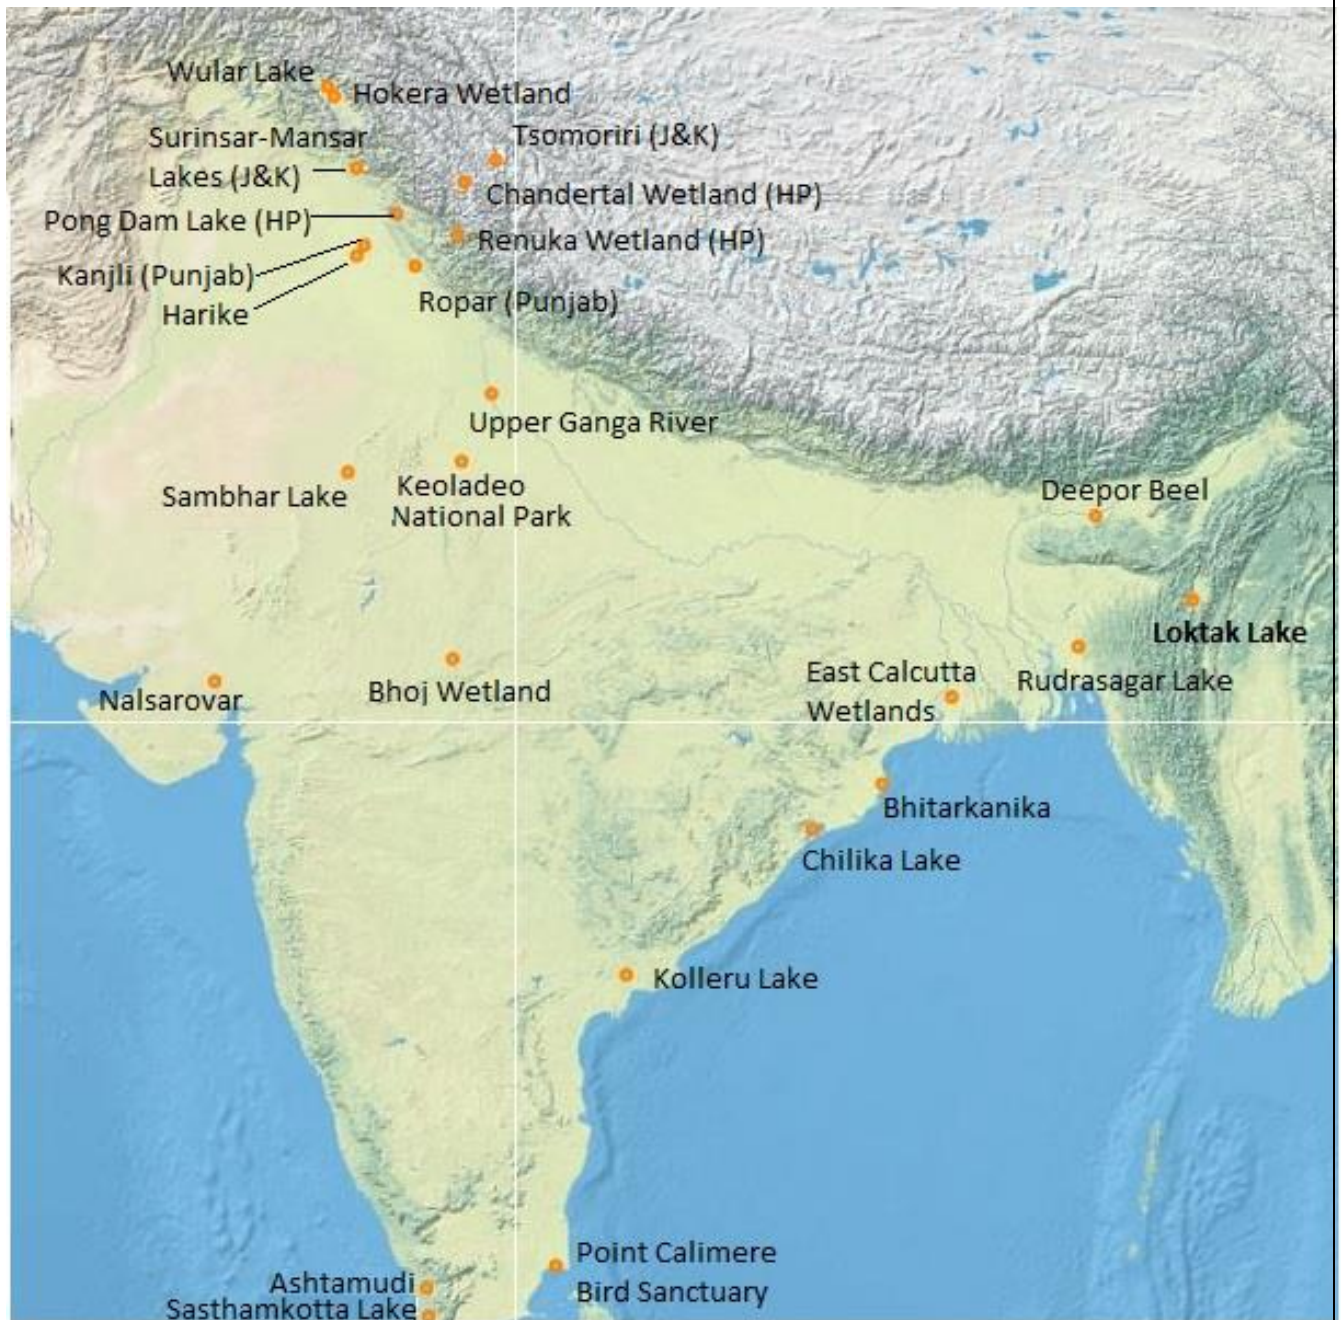 Wular Lake
Hokera Wetland
Surinsar-Mansar
Lakes (J&K)
Tsomoriri (J&K)
Chandertal Wetland (HP)
Pong Dam Lake (HP)
Renuka Wetland (HP)
Kanjli (Punjab)
Harike
Ropar (Punjab)
Upper Ganga River
Sambhar Lake
Keoladeo
National Park
Deepor Beel
Loktak Lake
East Calcutta
Wetlands
Rudrasagar Lake
Nalsarovar
Bhoj Wetland
Bhitarkanika
Chilika Lake
Kolleru Lake
Point Calimere
Bird Sanctuary
Ashtamudi
Sasthamkotta Lake